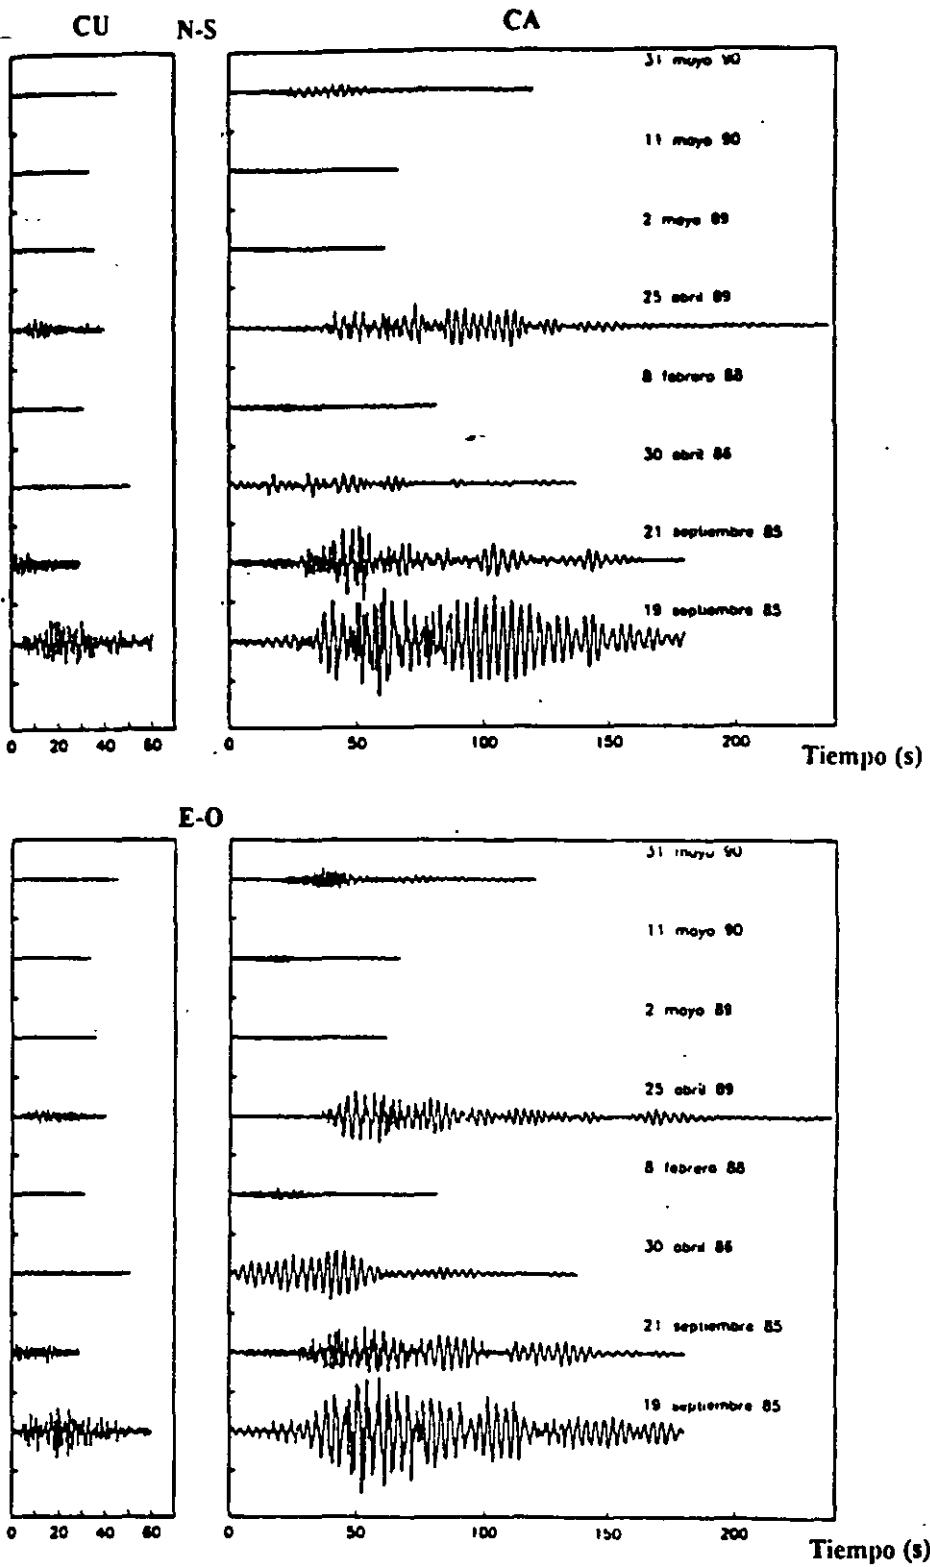 CU N-S CA
31 mayo 90
11 mayo 90
2 mayo 89
25 abril 89
8 febrero 88
30 abril 86
21 septiembre 85
19 septiembre 85
0 20 40 60 0 50 100 150 200
Tiempo (s)
E-O
31 mayo 90
11 mayo 90
2 mayo 89
25 abril 89
8 febrero 88
30 abril 86
21 septiembre 85
19 septiembre 85
0 20 40 60 0 50 100 150 200
Tiempo (s)